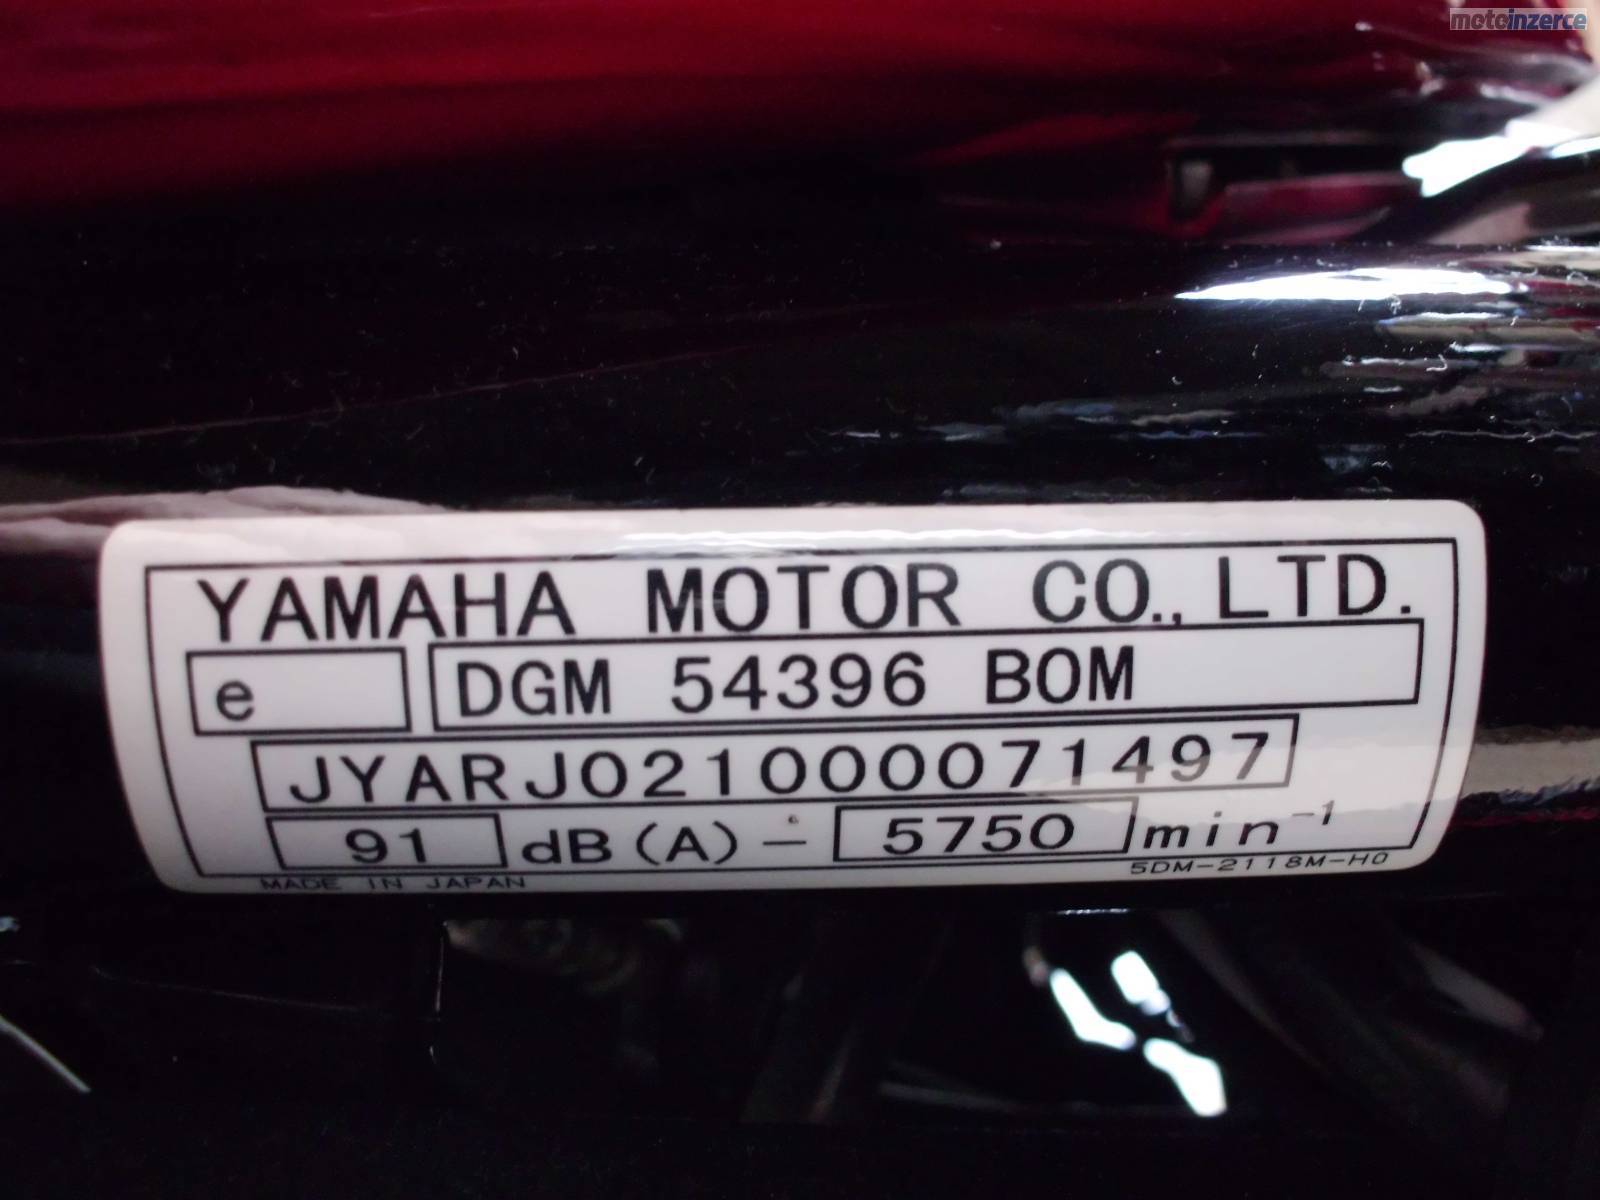 motoinzerce
YAMAHA MOTOR CO., LTD.
e DGM 54396 BOM
JYARJ021000071497
91 dB(A) - 5750 min⁻¹
5DM-2118M-H0
MADE IN JAPAN